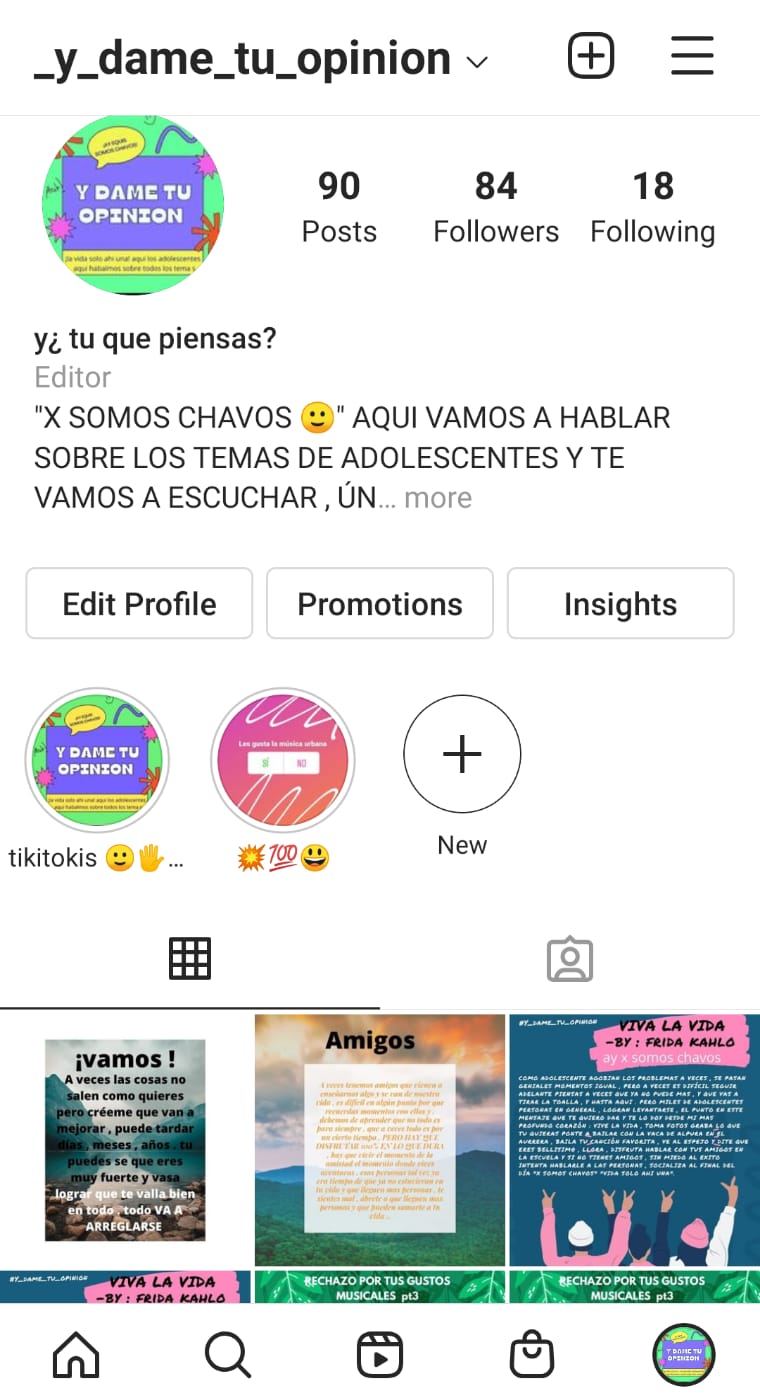 _y_dame_tu_opinion
¡AY EQUIS
SOMOS CHAVOS!
Y DAME TU
OPINION
¡la vida solo ahi una! aqui los adolescentes
aqui habalmos sobre todos los tema s
90
84
18
Posts
Followers
Following
y¿ tu que piensas?
Editor
"X SOMOS CHAVOS 🙂" AQUI VAMOS A HABLAR
SOBRE LOS TEMAS DE ADOLESCENTES Y TE
VAMOS A ESCUCHAR , ÚN... more
Edit Profile
Promotions
Insights
Y DAME TU
OPINION
Les gusta la música urbana
SÍ
NO
tikitokis 🙂🖐...
💥💯😃
New
¡vamos !
A veces las cosas no
salen como quieres
pero créeme que van a
mejorar , puede tardar
días , meses , años . tu
puedes se que eres
muy fuerte y vasa
lograr que te valla bien
en todo . todo VA A
ARREGLARSE
Amigos
A veces tenemos amigos que vienen a
enseñarnos algo y se van de nuestra
vida , es difícil en algún punto por que
recuerdas momentos con ellos y
debemos de aprender que no todo es
para siempre , que a veces todo es por
un cierto tiempo . PERO HAY QUE
DISFRUTAR 100% EN LO QUE DURA
, hay que vivir el momento de la
amistad el momento donde vives
aventuras , esas personas tal vez ya
era tiempo de que ya no estuvieran en
tu vida y que lleguen mas personas , te
sientes mal , ábrete a que lleguen mas
personas y que pueden sumarte a tu
vida ..
#Y_DAME_TU_OPINION
VIVA LA VIDA
-BY : FRIDA KAHLO
ay x somos chavos
COMO ADOLESCENTE AGOBIAN LOS PROBLEMAS A VECES , SE PASAN
GENIALES MOMENTOS IGUAL , PERO A VECES ES DIFÍCIL SEGUIR
ADELANTE PIENSAS A VECES QUE YA NO PUEDE MAS , Y QUE VAS A
TIRAR LA TOALLA , Y HASTA AQUÍ . PERO MILES DE ADOLESCENTES
PERSONAS EN GENERAL , LOGRAN LEVANTARSE , EL PUNTO EN ESTE
MENSAJE QUE TE QUIERO DAR Y TE LO DOY DESDE MI MAS
PROFUNDO CORAZÓN : VIVE LA VIDA , TOMA FOTOS GRABA LO QUE
TU QUIERAS PONTE A BAILAR CON LA VACA DE ALPURA EN EL
AURRERA , BAILA TU CANCIÓN FAVORITA , VE AL ESPEJO Y DITE QUE
ERES BELLISIME , LLORA , DISFRUTA HABLAR CON TUS AMIGOS EN
LA ESCUELA Y SI NO TIENES AMIGOS , SIN MIEDO AL EXITO
INTENTA HABLARLE A LAS PERSONAS , SOCIALIZA AL FINAL DEL
DÍA "X SOMOS CHAVOS" "VIDA SOLO AHI UNA".
#Y_DAME_TU_OPINION
VIVA LA VIDA
-BY : FRIDA KAHLO
RECHAZO POR TUS GUSTOS
MUSICALES pt3
RECHAZO POR TUS GUSTOS
MUSICALES pt3
Y DAME TU
OPINION